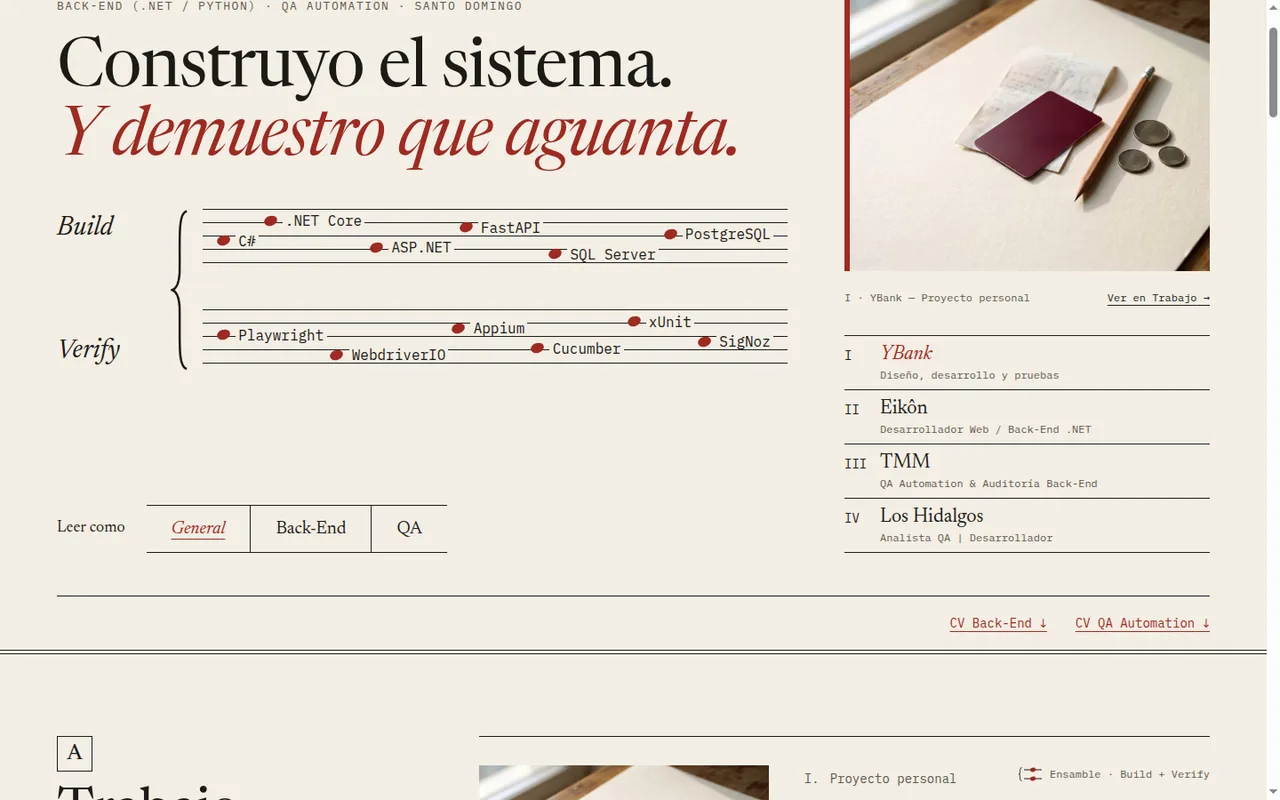 BACK-END (.NET / PYTHON) · QA AUTOMATION · SANTO DOMINGO
Construyo el sistema.
Y demuestro que aguanta.
Build
.NET Core
FastAPI
PostgreSQL
C#
ASP.NET
SQL Server
Verify
Playwright
Appium
xUnit
WebdriverIO
Cucumber
SigNoz
Leer como
General
Back-End
QA
I · YBank — Proyecto personal
Ver en Trabajo →
I YBank
Diseño, desarrollo y pruebas
II Eikôn
Desarrollador Web / Back-End .NET
III TMM
QA Automation & Auditoría Back-End
IV Los Hidalgos
Analista QA | Desarrollador
CV Back-End ↓
CV QA Automation ↓
A
Trabajo
I. Proyecto personal
Ensamble · Build + Verify